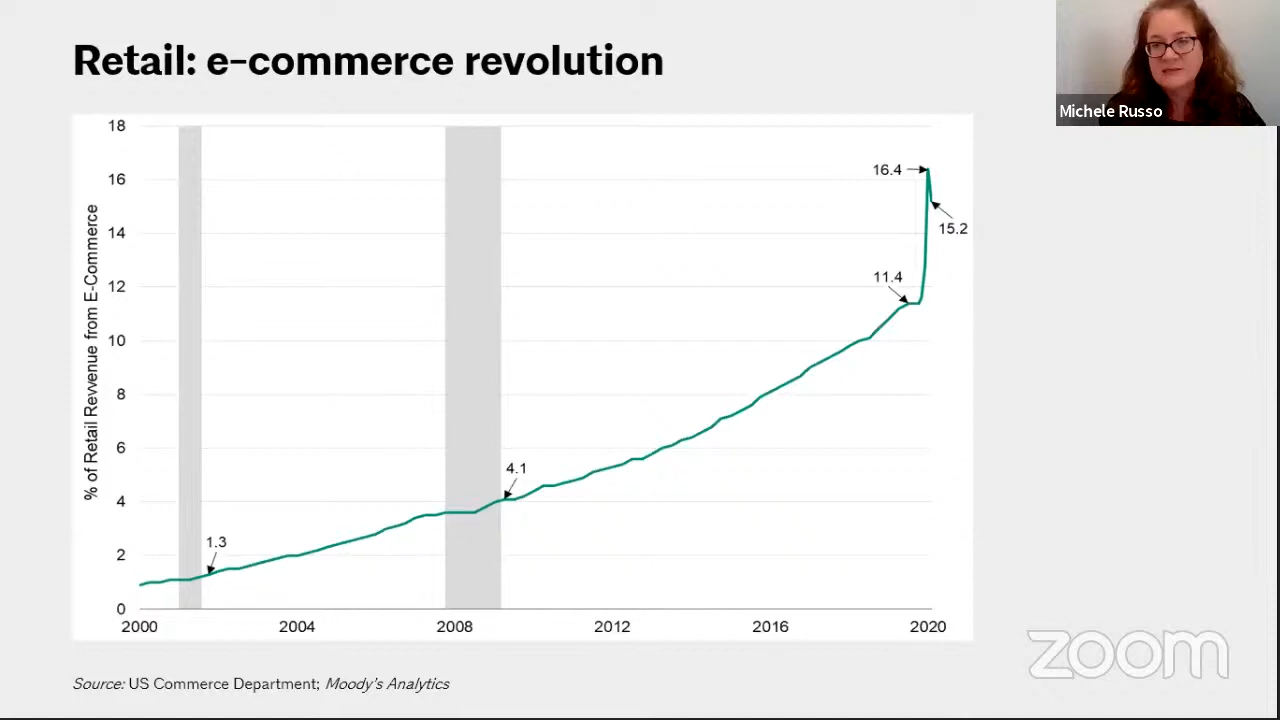 Retail: e-commerce revolution
Michele Russo
% of Retail Revenue from E-Commerce
18
16
14
12
10
8
6
4
2
0
1.3
4.1
11.4
16.4
15.2
2000 2004 2008 2012 2016 2020
Source: US Commerce Department; Moody's Analytics
zoom